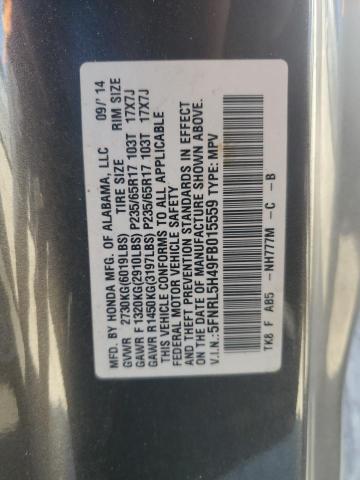 MFD. BY HONDA MFG. OF ALABAMA, LLC 09/'14
GVWR 2730KG(6019LBS) TIRE SIZE RIM SIZE
GAWR F 1320KG(2910LBS) P235/65R17 103T 17X7J
GAWR R 1450KG(3197LBS) P235/65R17 103T 17X7J
THIS VEHICLE CONFORMS TO ALL APPLICABLE
FEDERAL MOTOR VEHICLE SAFETY
AND THEFT PREVENTION STANDARDS IN EFFECT
ON THE DATE OF MANUFACTURE SHOWN ABOVE.
V.I.N.: 5FNRL5H49FB015559 TYPE: MPV
TK8 F AB5 -NH777M -C -B